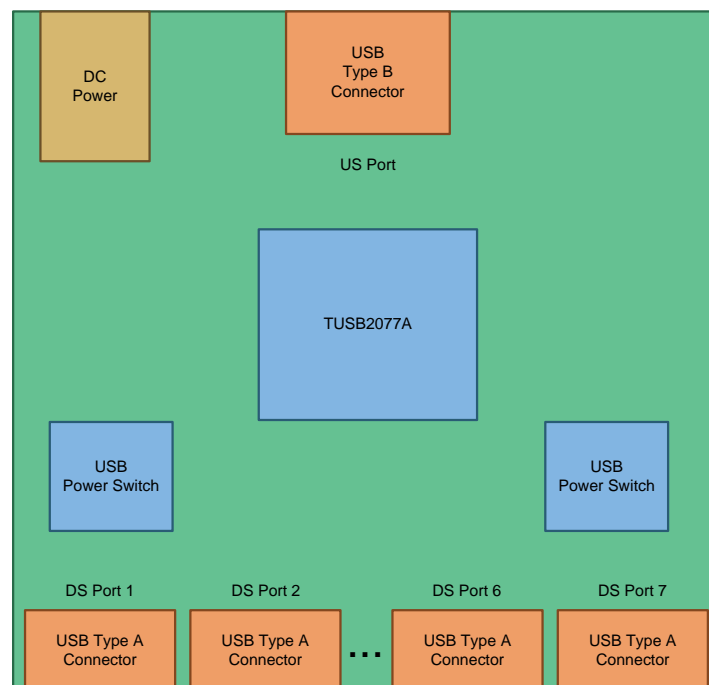 DC
Power
USB
Type B
Connector
US Port
TUSB2077A
USB
Power Switch
USB
Power Switch
DS Port 1
DS Port 2
DS Port 6
DS Port 7
USB Type A
Connector
USB Type A
Connector
...
USB Type A
Connector
USB Type A
Connector